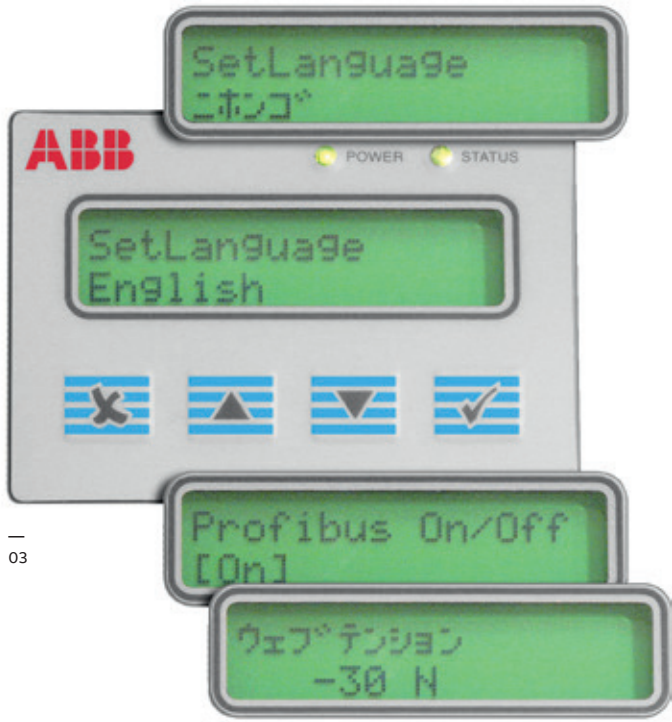 SetLanguage
ニホンゴ
ABB
POWER STATUS
SetLanguage
English
Profibus On/Off
[On]
ウェブテンション
-30 N
—
03